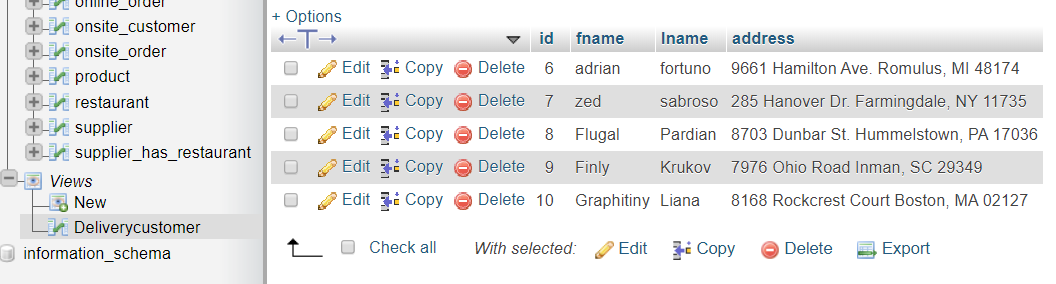 online_order
onsite_customer
onsite_order
product
restaurant
supplier
supplier_has_restaurant
Views
New
Deliverycustomer
information_schema
+ Options
id fname lname address
Edit Copy Delete 6 adrian fortuno 9661 Hamilton Ave. Romulus, MI 48174
Edit Copy Delete 7 zed sabroso 285 Hanover Dr. Farmingdale, NY 11735
Edit Copy Delete 8 Flugal Pardian 8703 Dunbar St. Hummelstown, PA 17036
Edit Copy Delete 9 Finly Krukov 7976 Ohio Road Inman, SC 29349
Edit Copy Delete 10 Graphitiny Liana 8168 Rockcrest Court Boston, MA 02127
Check all With selected: Edit Copy Delete Export